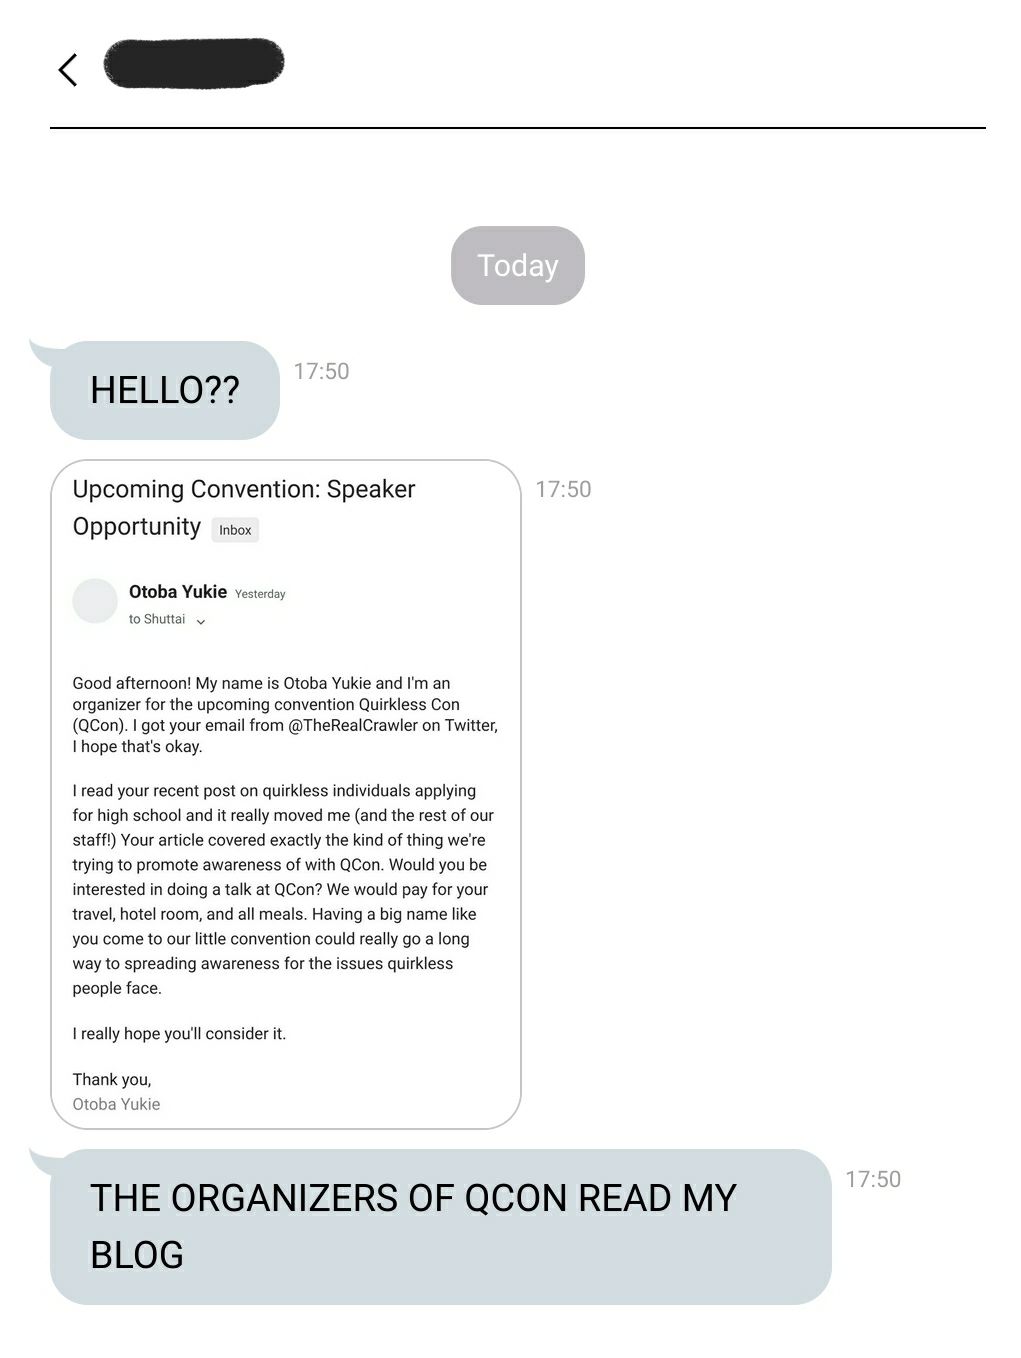 Today
HELLO??
17:50
Upcoming Convention: Speaker
Opportunity Inbox
17:50
Otoba Yukie Yesterday
to Shuttai
Good afternoon! My name is Otoba Yukie and I'm an
organizer for the upcoming convention Quirkless Con
(QCon). I got your email from @TheRealCrawler on Twitter,
I hope that's okay.
I read your recent post on quirkless individuals applying
for high school and it really moved me (and the rest of our
staff!) Your article covered exactly the kind of thing we're
trying to promote awareness of with QCon. Would you be
interested in doing a talk at QCon? We would pay for your
travel, hotel room, and all meals. Having a big name like
you come to our little convention could really go a long
way to spreading awareness for the issues quirkless
people face.
I really hope you'll consider it.
Thank you,
Otoba Yukie
THE ORGANIZERS OF QCON READ MY
BLOG
17:50